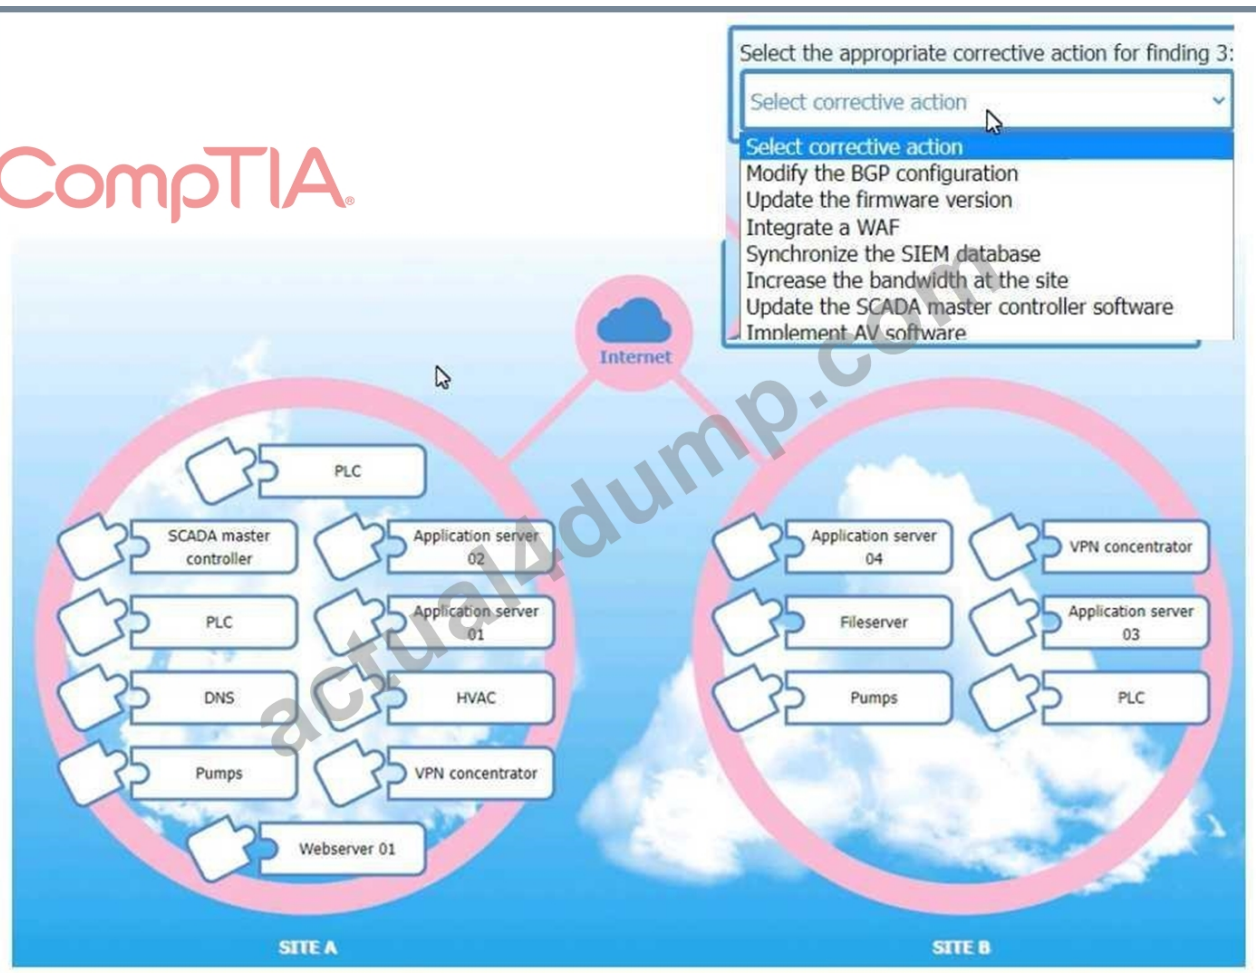 Select the appropriate corrective action for finding 3:
Select corrective action
Select corrective action
Modify the BGP configuration
Update the firmware version
Integrate a WAF
Synchronize the SIEM database
Increase the bandwidth at the site
Update the SCADA master controller software
Implement AV software
CompTIA®
Internet
PLC
SCADA master
controller
Application server
02
PLC
Application server
01
DNS
HVAC
Pumps
VPN concentrator
Webserver 01
SITE A
Application server
04
VPN concentrator
Fileserver
Application server
03
Pumps
PLC
SITE B
actual4dump.com